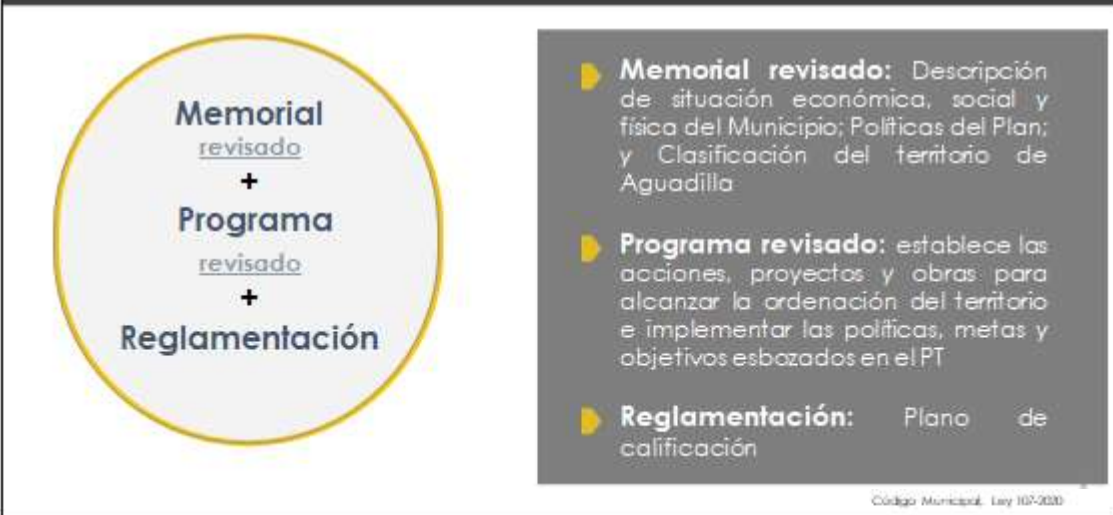 Memorial
revisado
+
Programa
revisado
+
Reglamentación
Memorial revisado: Descripción
de situación económica, social y
física del Municipio; Políticas del Plan;
y Clasificación del territorio de
Aguadilla
Programa revisado: establece las
acciones, proyectos y obras para
alcanzar la ordenación del territorio
e implementar las políticas, metas y
objetivos esbozados en el PT
Reglamentación: Plano de
calificación
Código Municipal, Ley 107-2020